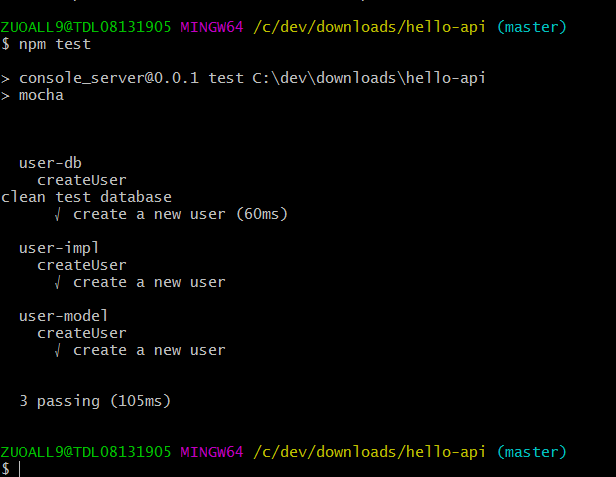 ZUOALL9@TDL08131905 MINGW64 /c/dev/downloads/hello-api (master)
$ npm test
> console_server@0.0.1 test C:\dev\downloads\hello-api
> mocha
user-db
createUser
clean test database
√ create a new user (60ms)
user-impl
createUser
√ create a new user
user-model
createUser
√ create a new user
3 passing (105ms)
ZUOALL9@TDL08131905 MINGW64 /c/dev/downloads/hello-api (master)
$